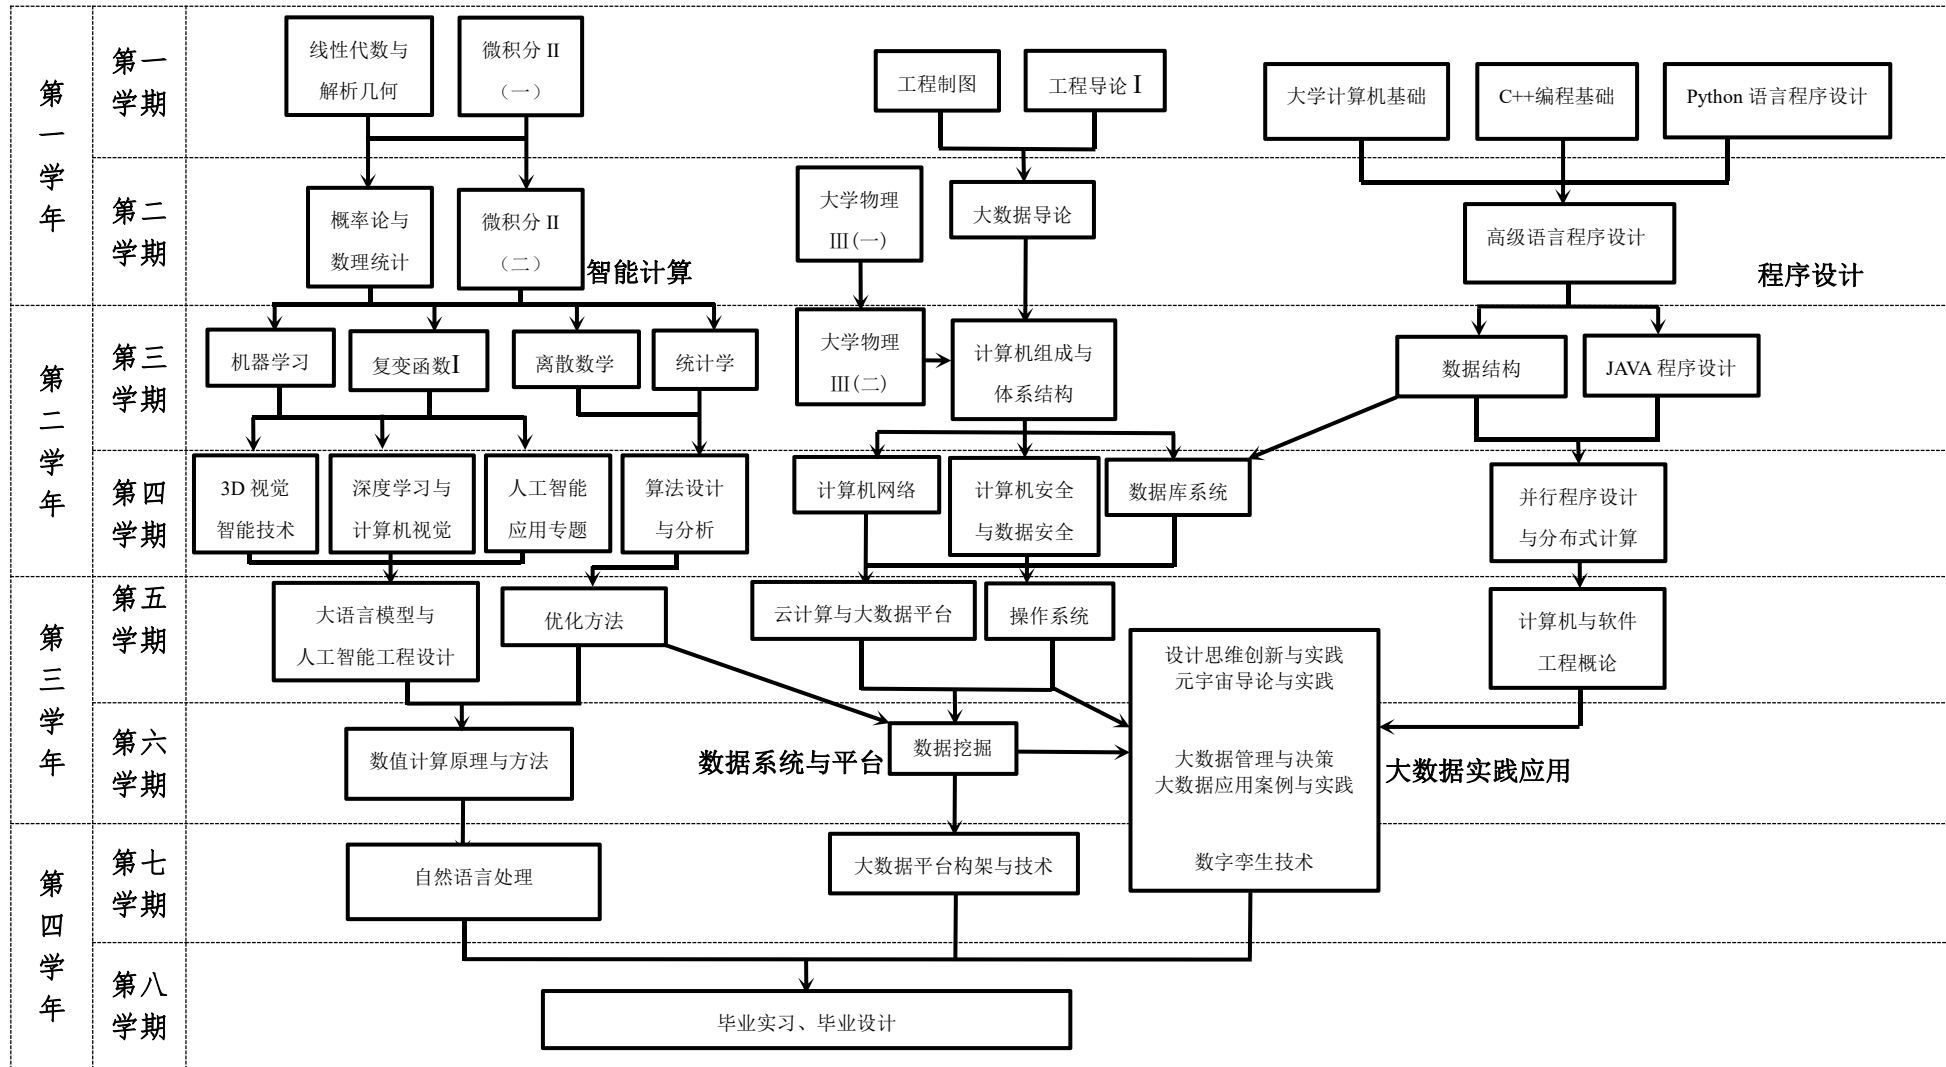 第一学年
第一
学期
线性代数与
解析几何
微积分 II
（一）
工程制图
工程导论 I
大学计算机基础
C++编程基础
Python 语言程序设计
第二
学期
概率论与
数理统计
微积分 II
（二）
智能计算
大学物理
III(一)
大数据导论
高级语言程序设计
程序设计
第二学年
第三
学期
机器学习
复变函数I
离散数学
统计学
大学物理
III(二)
计算机组成与
体系结构
数据结构
JAVA 程序设计
第四
学期
3D 视觉
智能技术
深度学习与
计算机视觉
人工智能
应用专题
算法设计
与分析
计算机网络
计算机安全
与数据安全
数据库系统
并行程序设计
与分布式计算
第三学年
第五
学期
大语言模型与
人工智能工程设计
优化方法
云计算与大数据平台
操作系统
设计思维创新与实践
元宇宙导论与实践
计算机与软件
工程概论
第六
学期
数值计算原理与方法
数据系统与平台
数据挖掘
大数据管理与决策
大数据应用案例与实践
大数据实践应用
第四学年
第七
学期
自然语言处理
大数据平台构架与技术
数字孪生技术
第八
学期
毕业实习、毕业设计